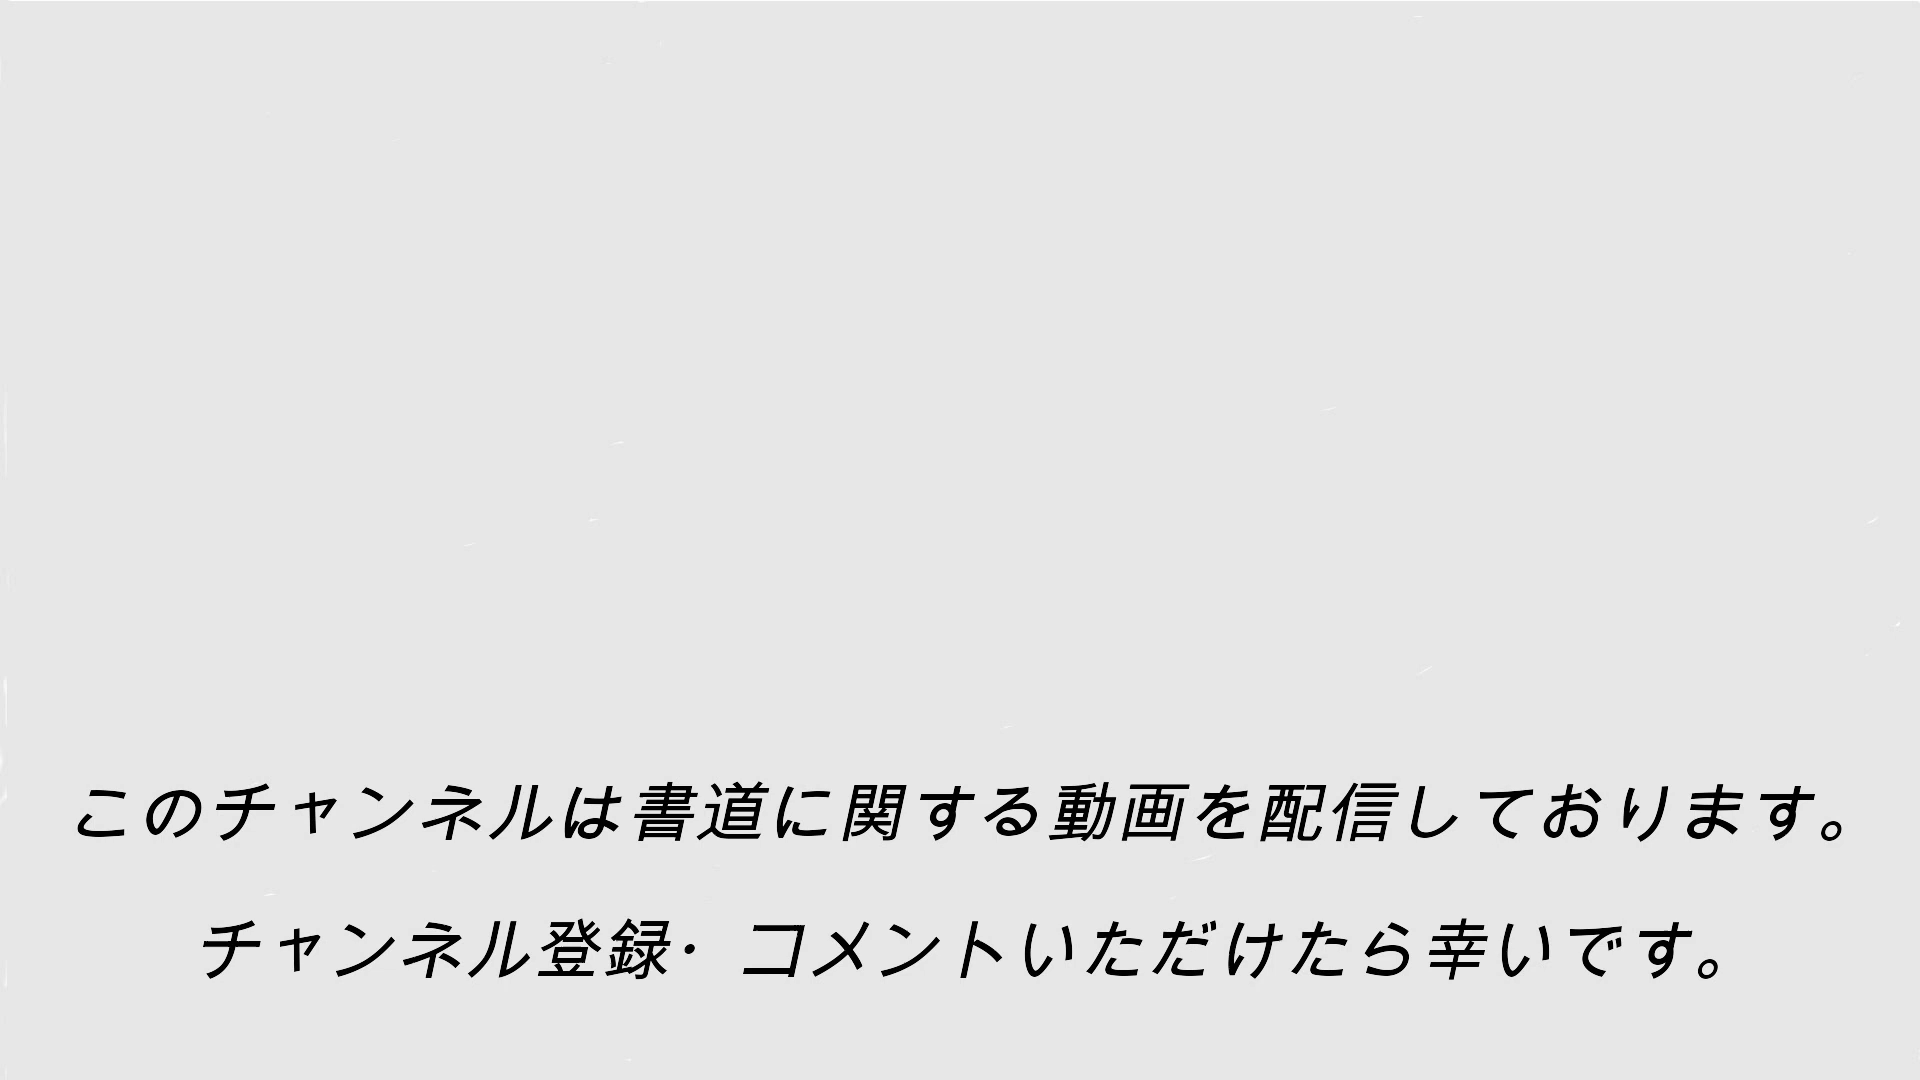 このチャンネルは書道に関する動画を配信しております。
チャンネル登録・コメントいただけたら幸いです。